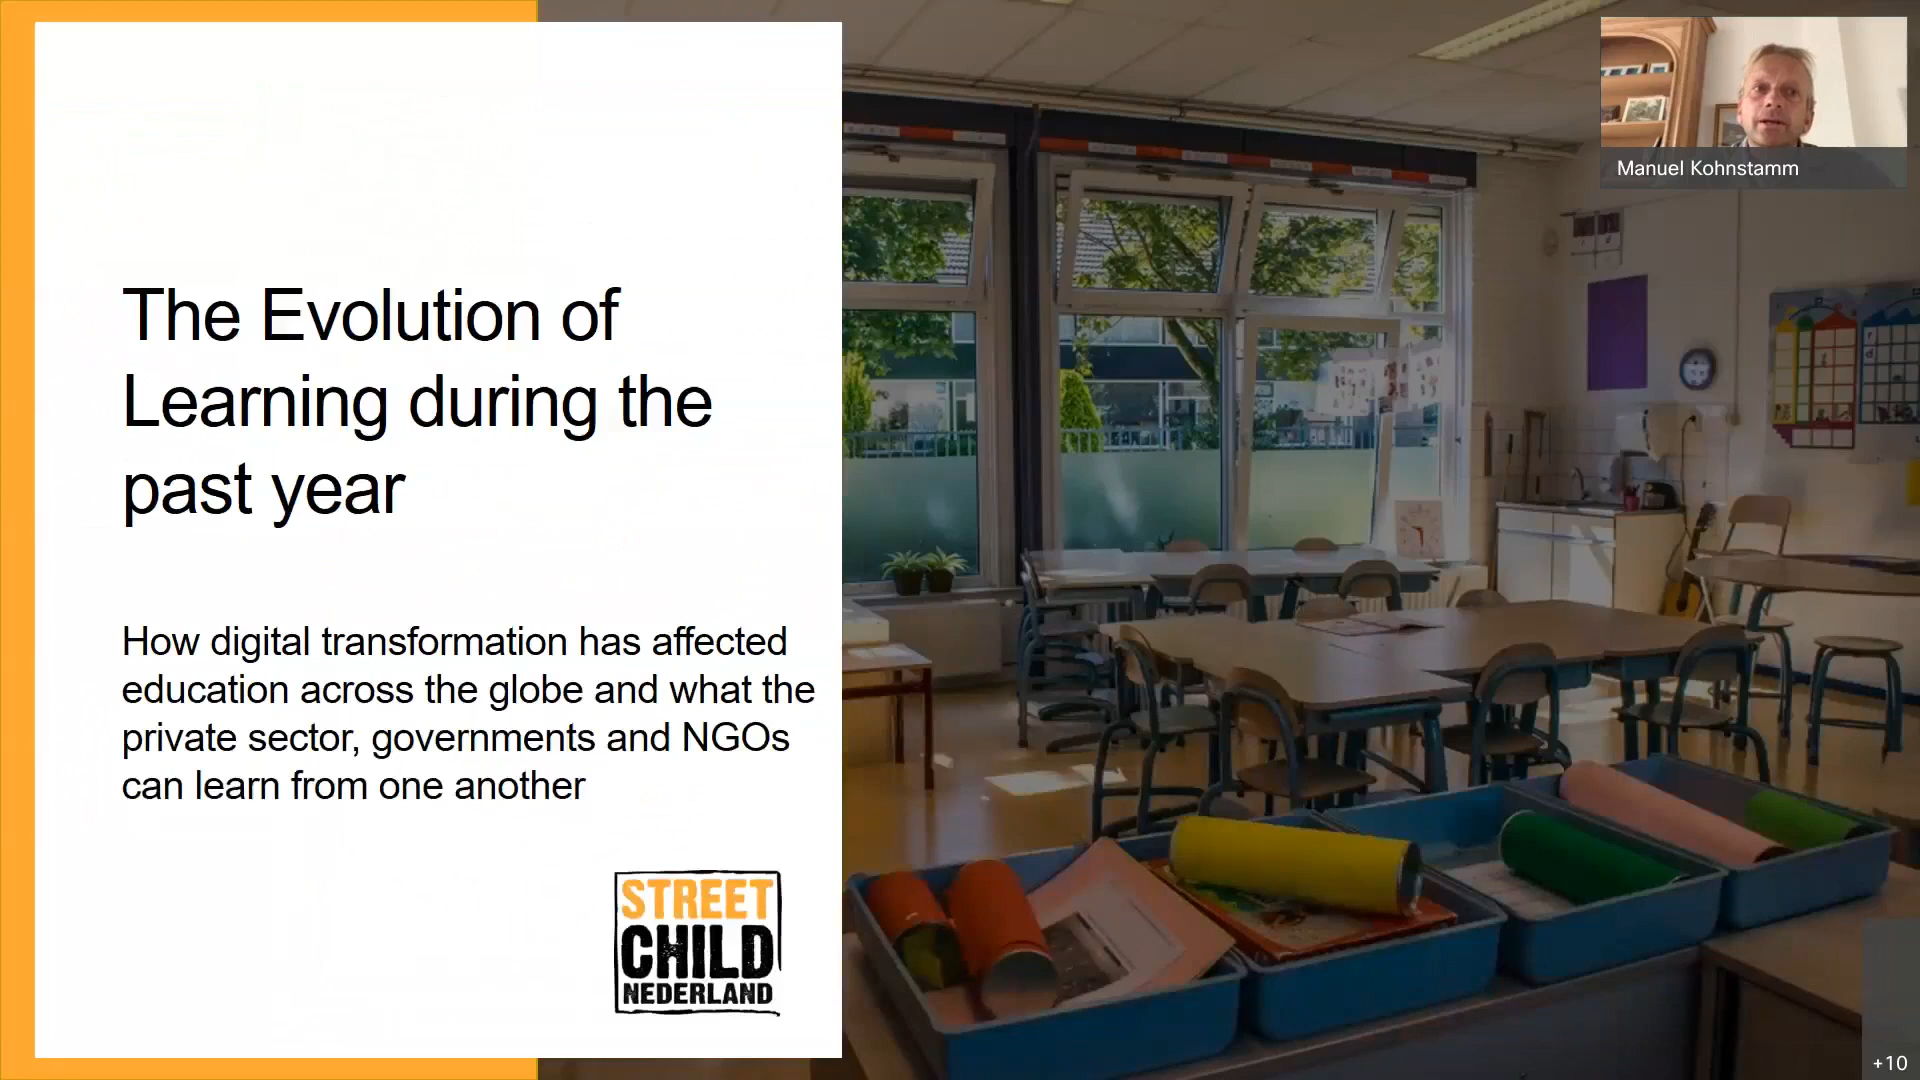 The Evolution of
Learning during the
past year
How digital transformation has affected
education across the globe and what the
private sector, governments and NGOs
can learn from one another
STREET
CHILD
NEDERLAND
Manuel Kohnstamm
+10